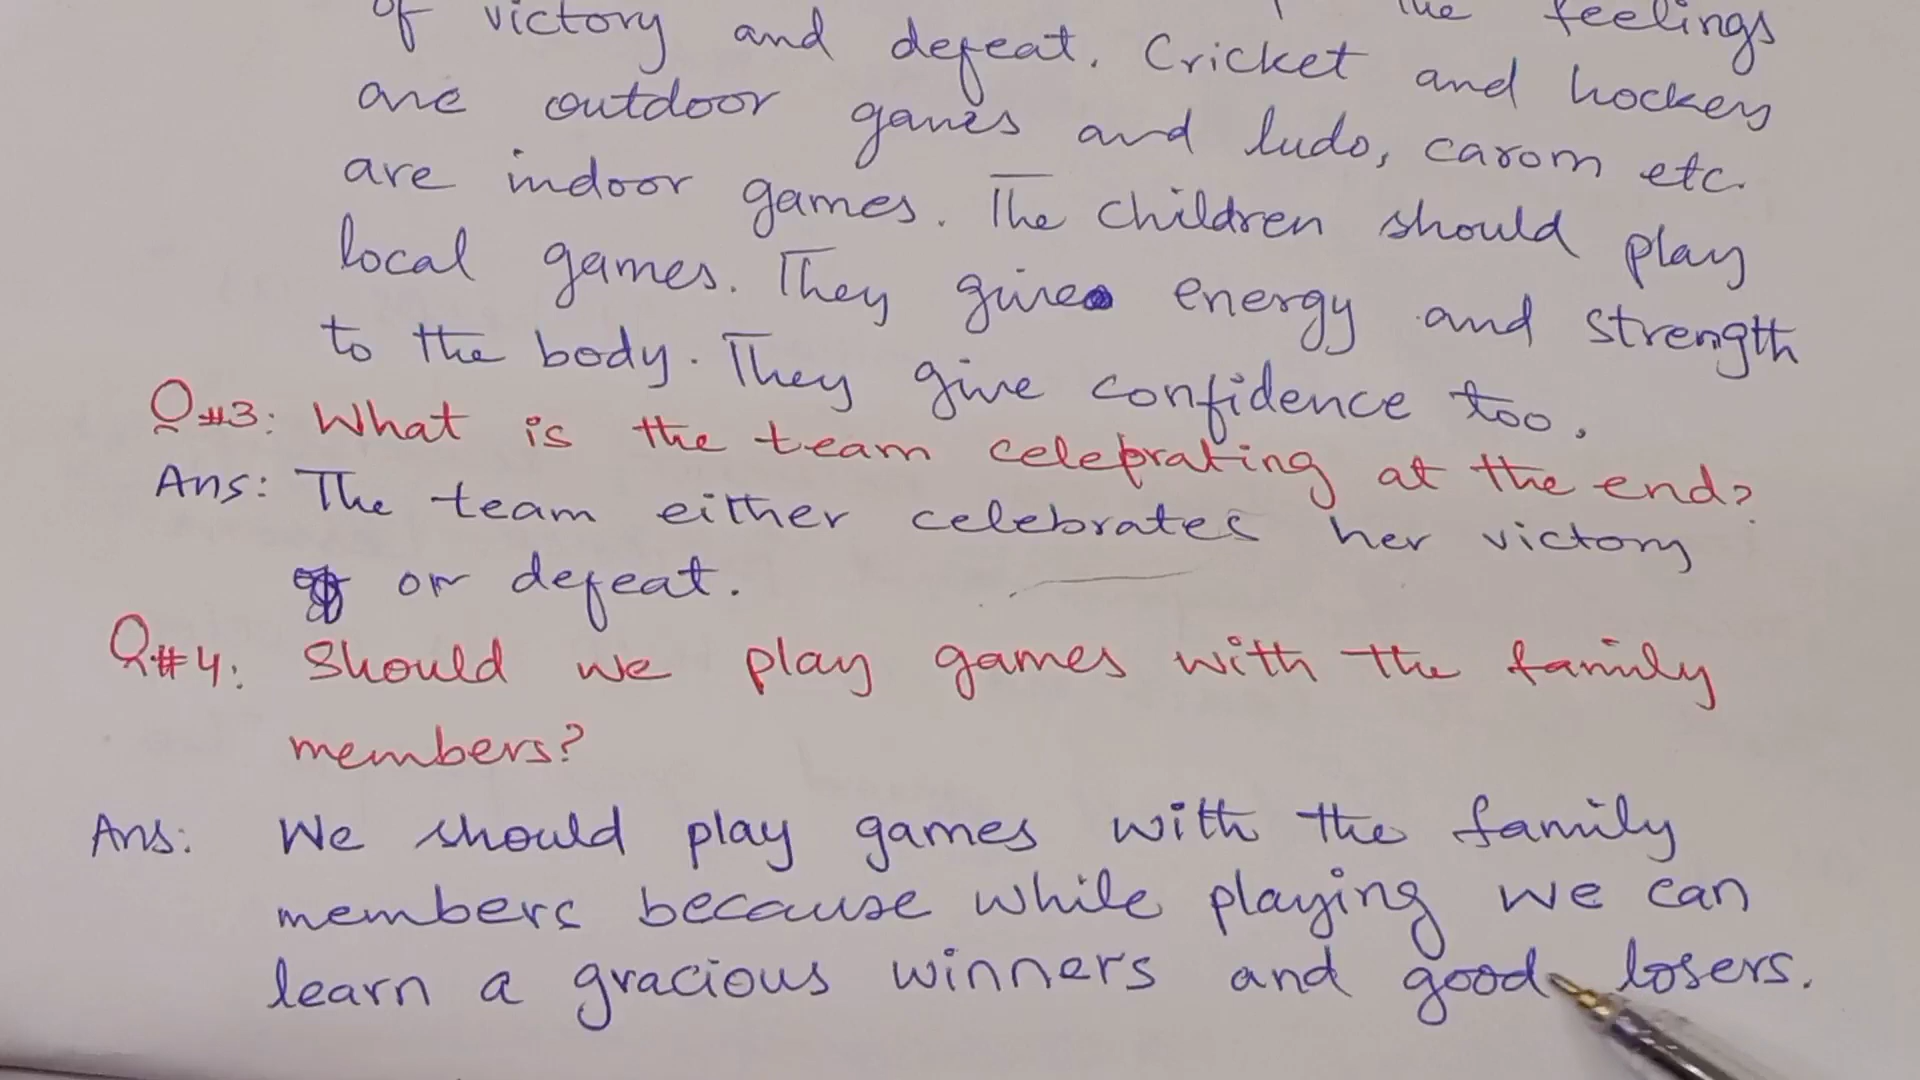 of victory and defeat. the feelings
are outdoor games and ludo, carom etc. Cricket and hockey
are indoor games. The children should play
local games. They give energy and strength
to the body. They give confidence too.
Q#3: What is the team celebrating at the end?
Ans: The team either celebrates her victory
or defeat.
Q#4: Should we play games with the family
members?
Ans: We should play games with the family
members because while playing we can
learn a gracious winners and good losers.